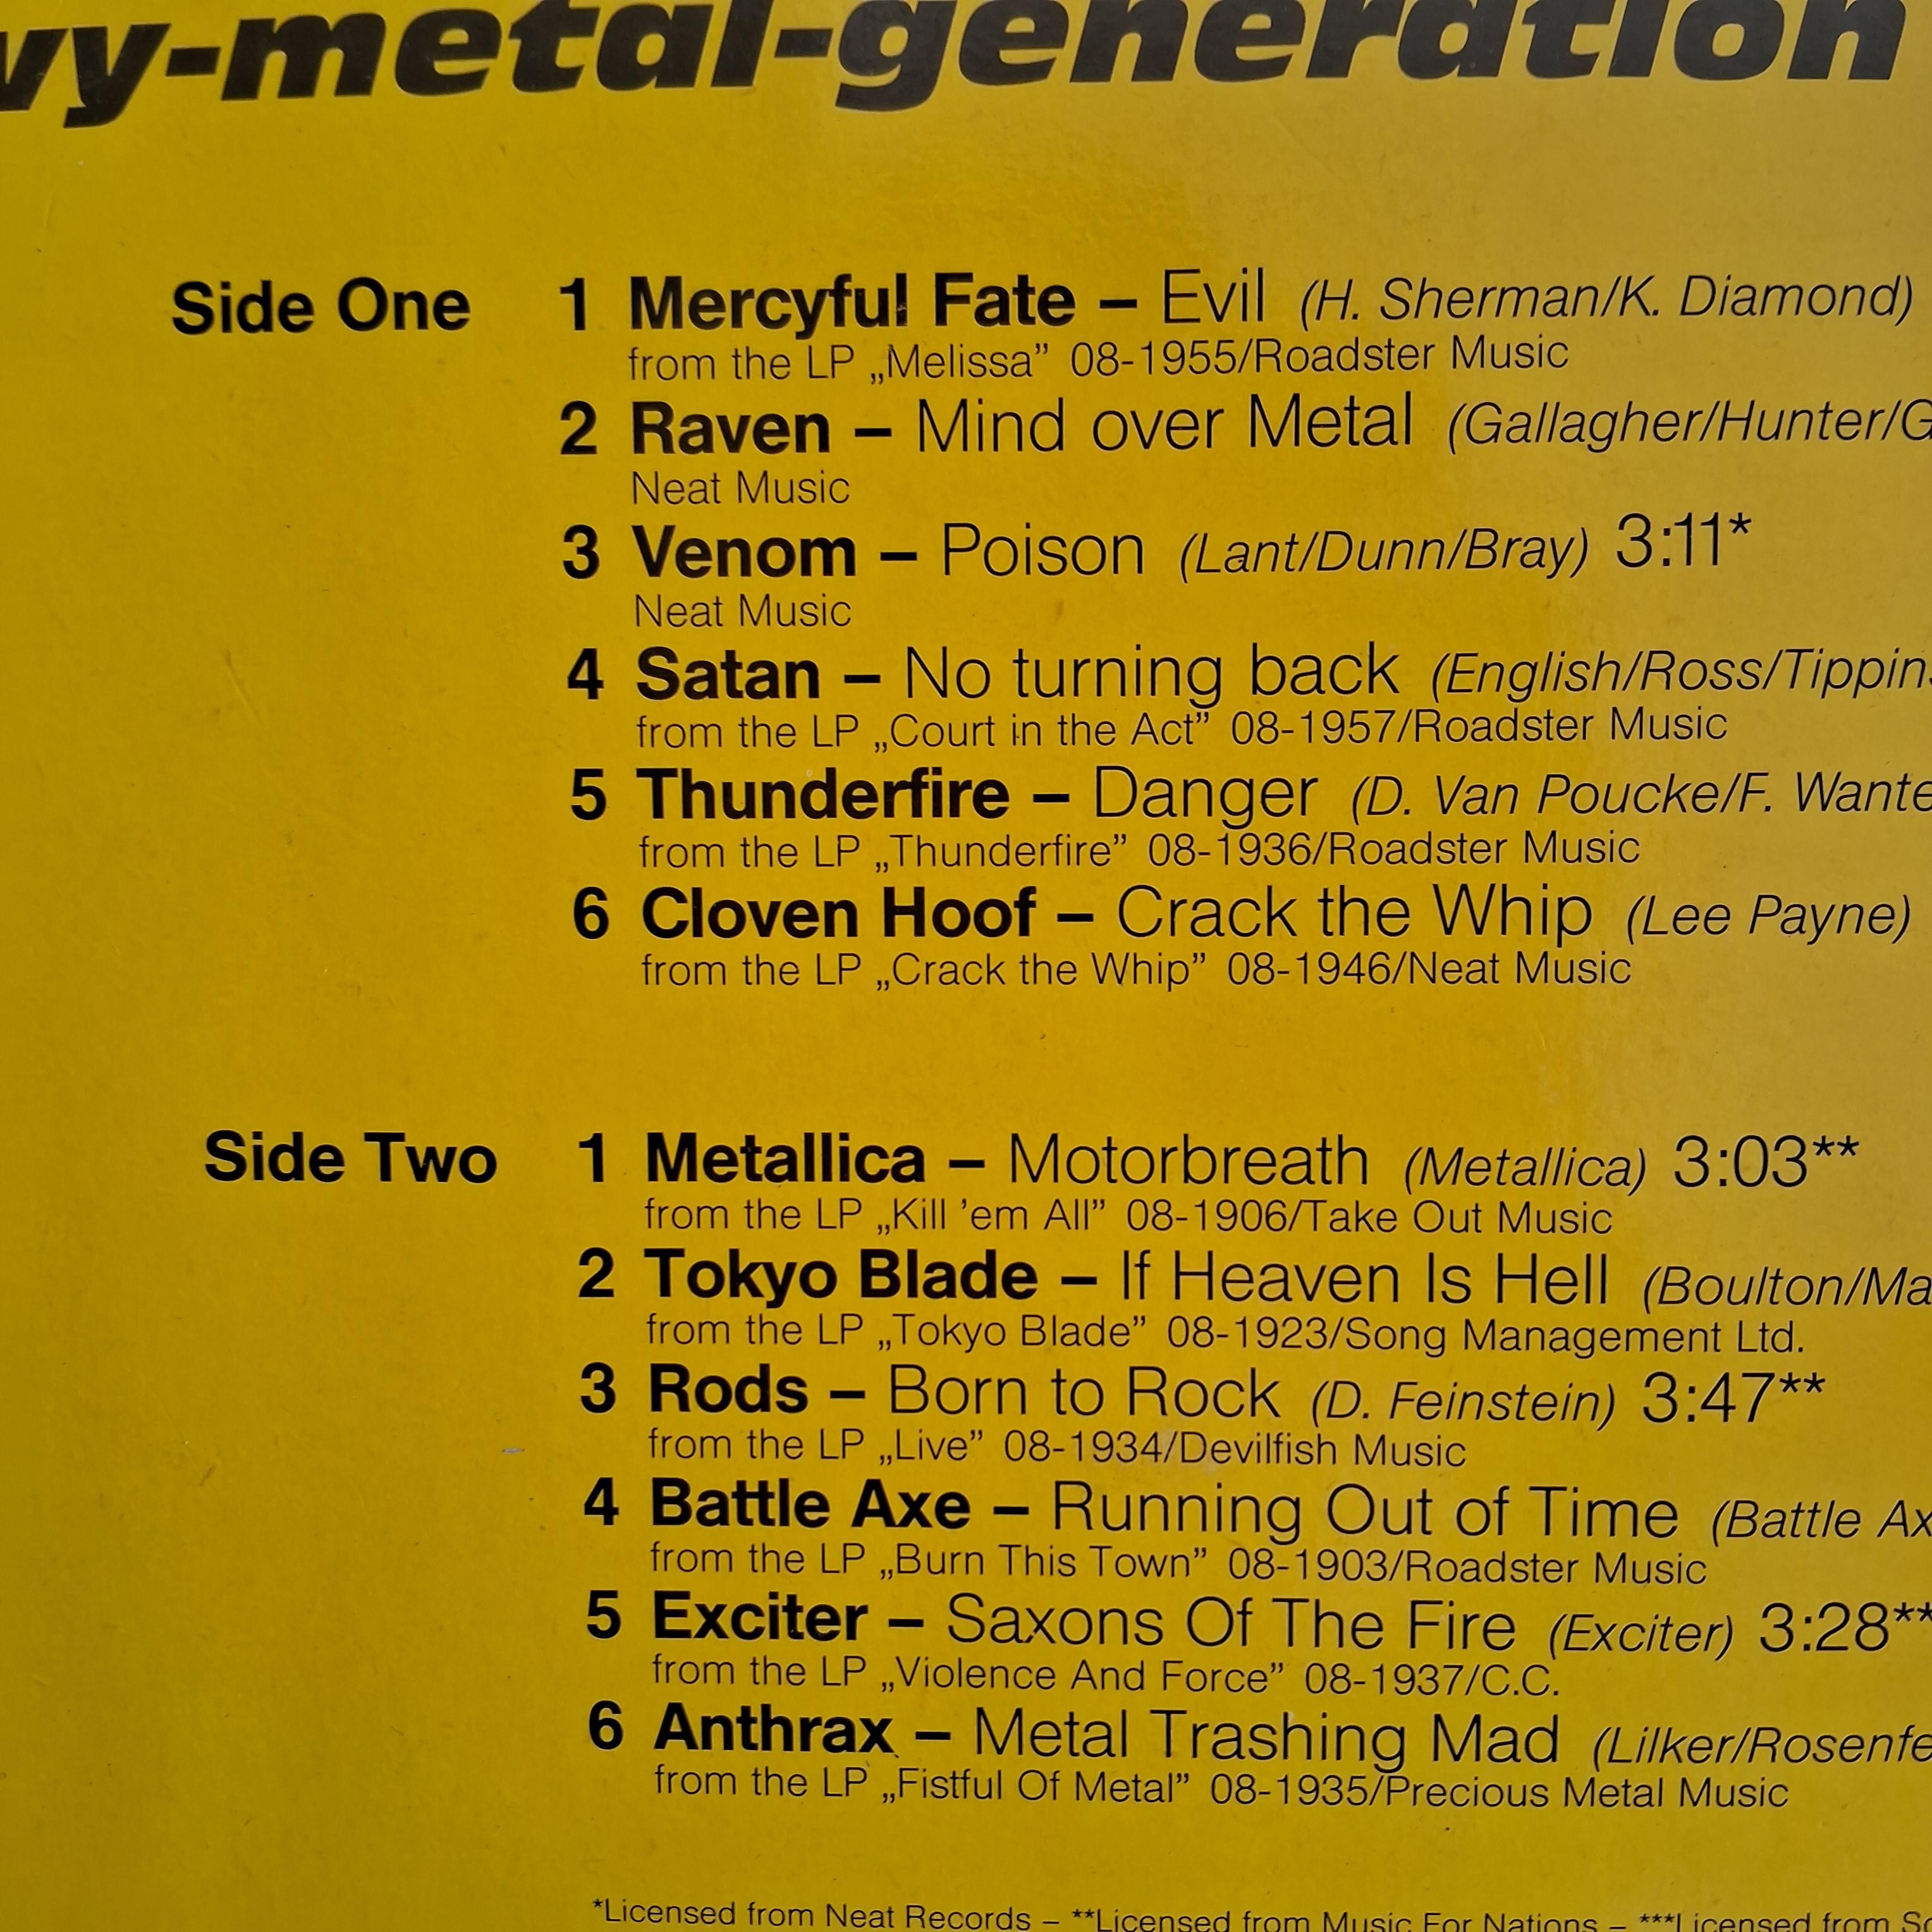 vy-metal-generation
Side One 1 Mercyful Fate – Evil (H. Sherman/K. Diamond)
from the LP „Melissa” 08-1955/Roadster Music
2 Raven – Mind over Metal (Gallagher/Hunter/G
Neat Music
3 Venom – Poison (Lant/Dunn/Bray) 3:11*
Neat Music
4 Satan – No turning back (English/Ross/Tippins
from the LP „Court in the Act” 08-1957/Roadster Music
5 Thunderfire – Danger (D. Van Poucke/F. Wante
from the LP „Thunderfire” 08-1936/Roadster Music
6 Cloven Hoof – Crack the Whip (Lee Payne)
from the LP „Crack the Whip” 08-1946/Neat Music
Side Two 1 Metallica – Motorbreath (Metallica) 3:03**
from the LP „Kill ’em All” 08-1906/Take Out Music
2 Tokyo Blade – If Heaven Is Hell (Boulton/Ma
from the LP „Tokyo Blade” 08-1923/Song Management Ltd.
3 Rods – Born to Rock (D. Feinstein) 3:47**
from the LP „Live” 08-1934/Devilfish Music
4 Battle Axe – Running Out of Time (Battle Ax
from the LP „Burn This Town” 08-1903/Roadster Music
5 Exciter – Saxons Of The Fire (Exciter) 3:28**
from the LP „Violence And Force” 08-1937/C.C.
6 Anthrax – Metal Trashing Mad (Lilker/Rosenfe
from the LP „Fistful Of Metal” 08-1935/Precious Metal Music
*Licensed from Neat Records – **Licensed from Music For Nations – ***Licensed from